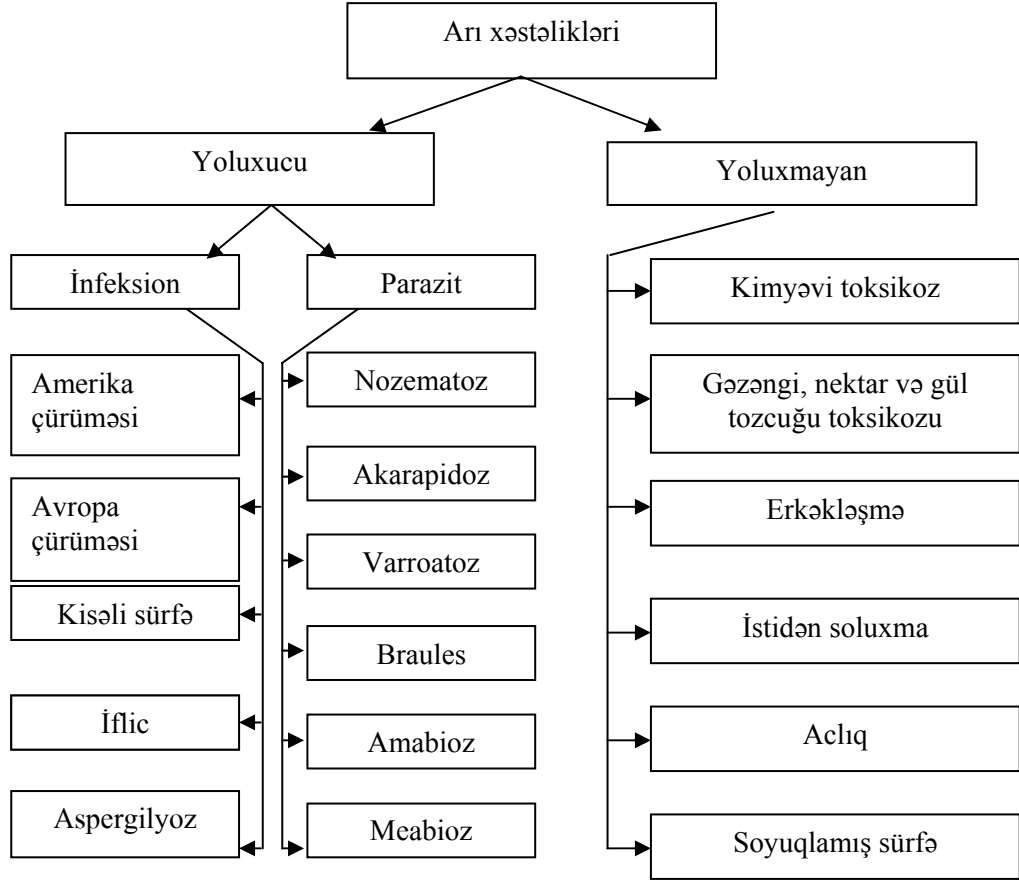 Arı xəstəlikləri
Yoluxucu
Yoluxmayan
İnfeksion
Parazit
Kimyəvi toksikoz
Amerika
çürüməsi
Nozematoz
Gəzəngi, nektar və gül
tozcuğu toksikozu
Akarapidoz
Avropa
çürüməsi
Erkəkləşmə
Varroatoz
Kisəli sürfə
İstidən soluxma
Braules
İflic
Amabioz
Aclıq
Aspergilyoz
Meabioz
Soyuqlamış sürfə